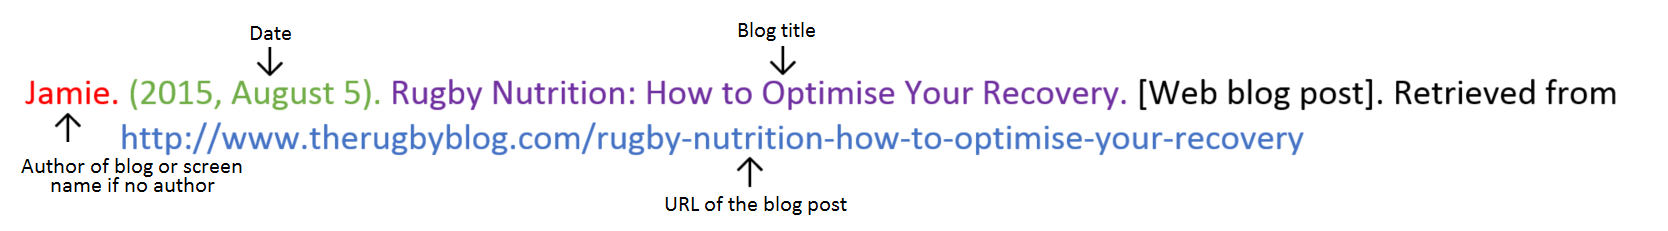 Date
Blog title
Jamie. (2015, August 5). Rugby Nutrition: How to Optimise Your Recovery. [Web blog post]. Retrieved from
http://www.therugbyblog.com/rugby-nutrition-how-to-optimise-your-recovery
Author of blog or screen
name if no author
URL of the blog post